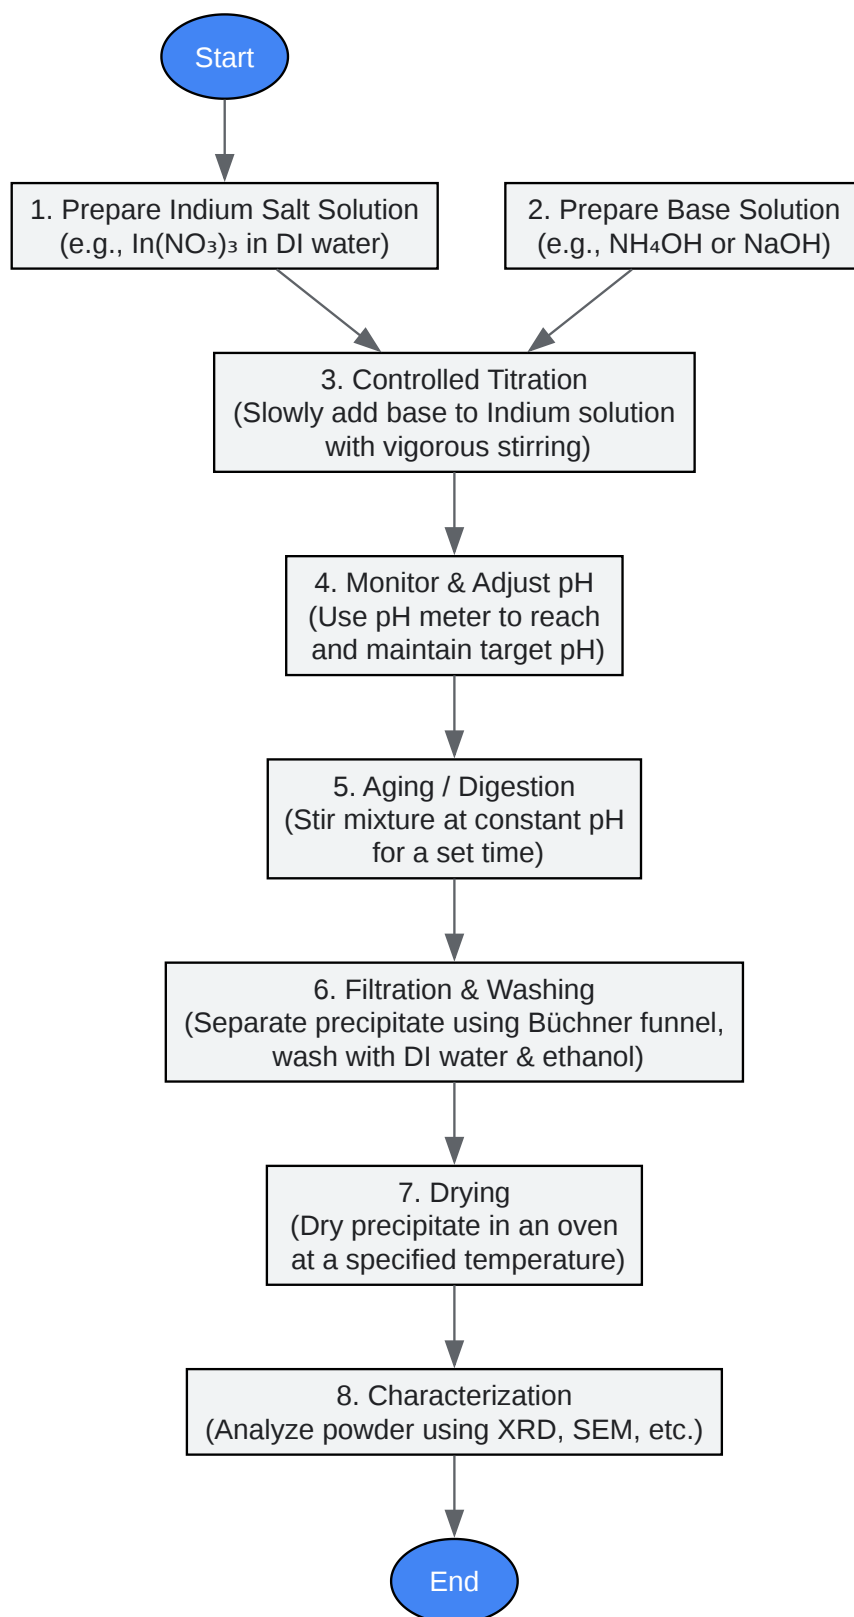 Start
1. Prepare Indium Salt Solution
(e.g., In(NO₃)₃ in DI water)
2. Prepare Base Solution
(e.g., NH₄OH or NaOH)
3. Controlled Titration
(Slowly add base to Indium solution
with vigorous stirring)
4. Monitor & Adjust pH
(Use pH meter to reach
and maintain target pH)
5. Aging / Digestion
(Stir mixture at constant pH
for a set time)
6. Filtration & Washing
(Separate precipitate using Büchner funnel,
wash with DI water & ethanol)
7. Drying
(Dry precipitate in an oven
at a specified temperature)
8. Characterization
(Analyze powder using XRD, SEM, etc.)
End